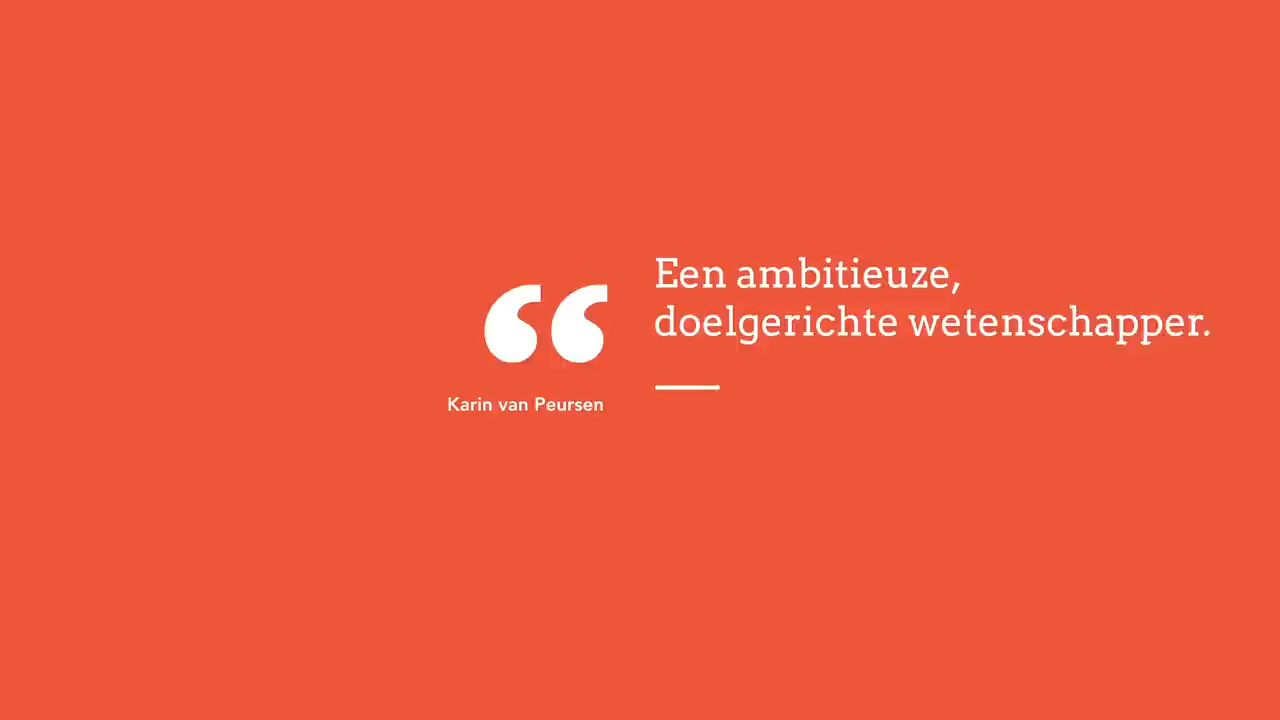 Een ambitieuze,
doelgerichte wetenschapper.
Karin van Peursen